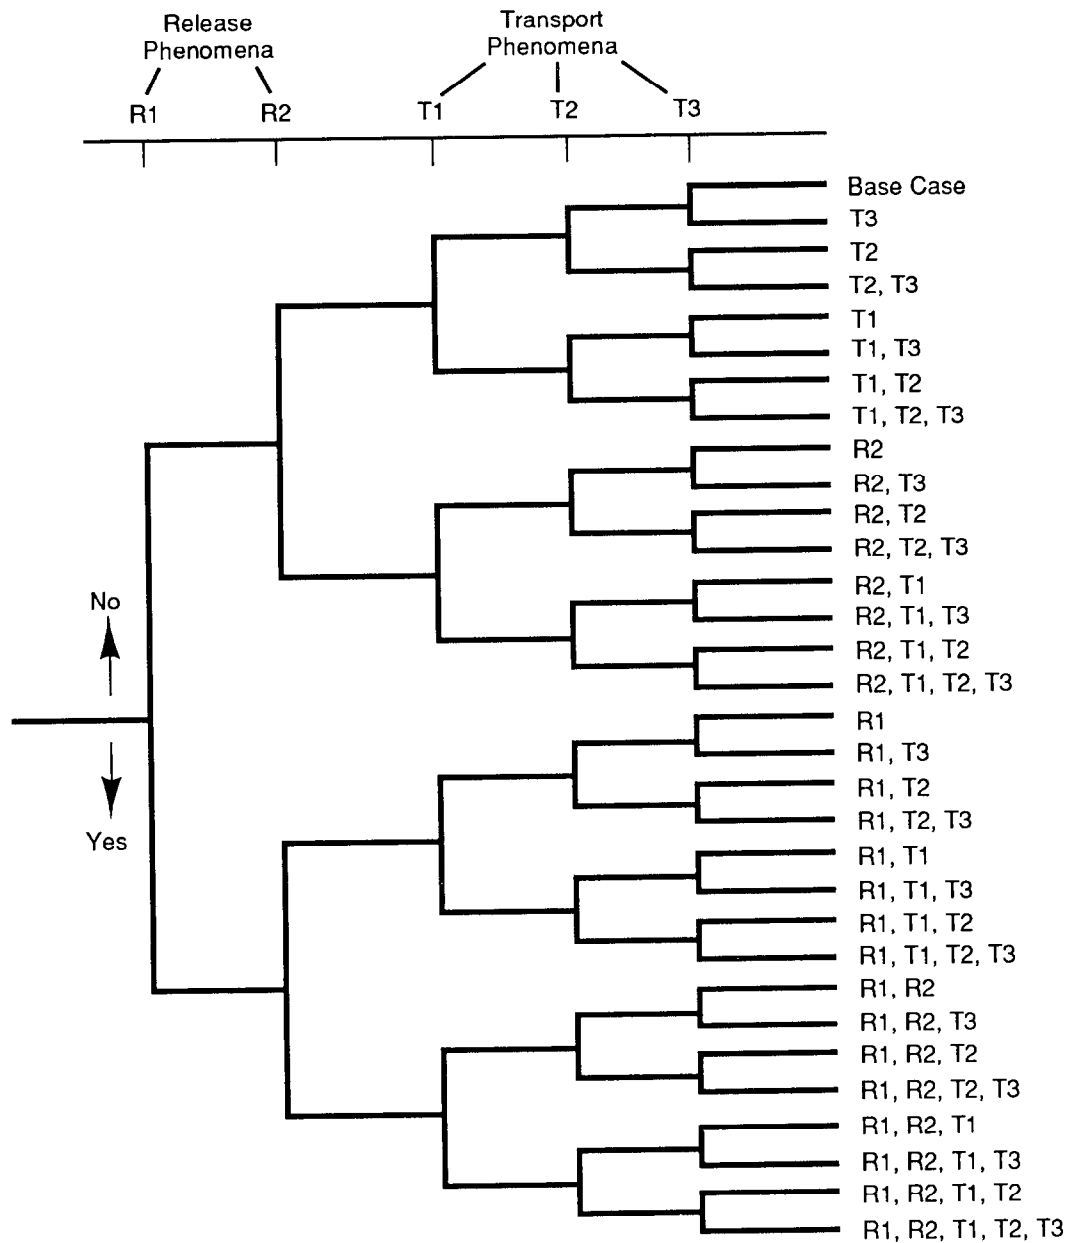 Release
Phenomena
Transport
Phenomena
R1
R2
T1
T2
T3
Base Case
T3
T2
T2, T3
T1
T1, T3
T1, T2
T1, T2, T3
R2
R2, T3
R2, T2
R2, T2, T3
R2, T1
R2, T1, T3
R2, T1, T2
R2, T1, T2, T3
No
Yes
R1
R1, T3
R1, T2
R1, T2, T3
R1, T1
R1, T1, T3
R1, T1, T2
R1, T1, T2, T3
R1, R2
R1, R2, T3
R1, R2, T2
R1, R2, T2, T3
R1, R2, T1
R1, R2, T1, T3
R1, R2, T1, T2
R1, R2, T1, T2, T3